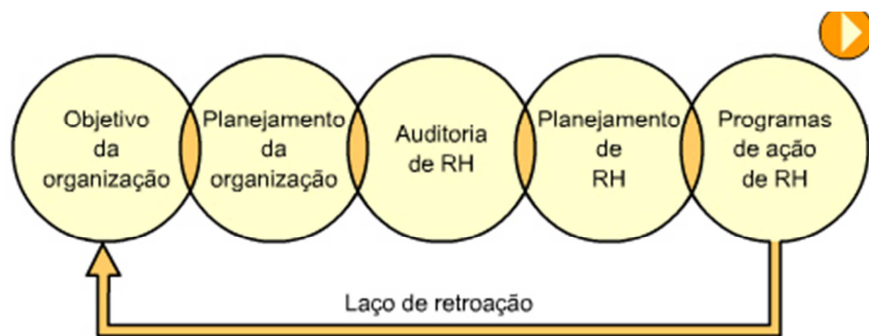 Objetivo
da
organização
Planejamento
da
organização
Auditoria
de RH
Planejamento
de
RH
Programas
de ação
de RH
Laço de retroação